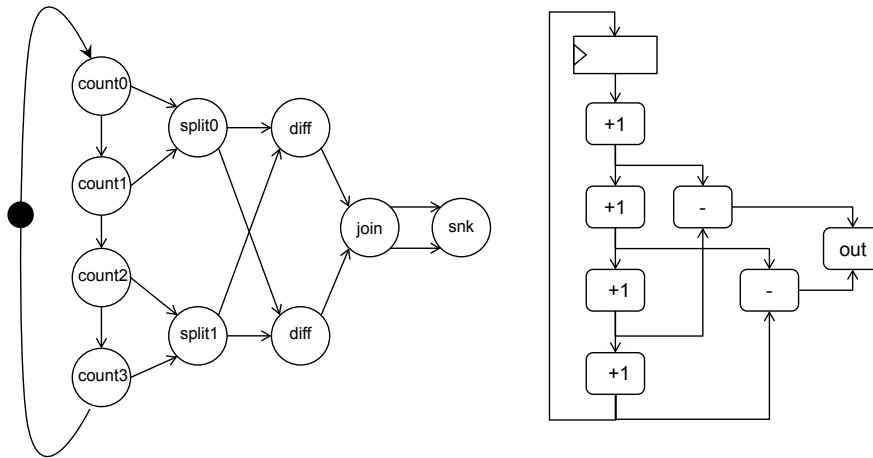 count0
split0
diff
count1
join
snk
count2
split1
diff
count3
+1
+1
-
out
+1
-
+1